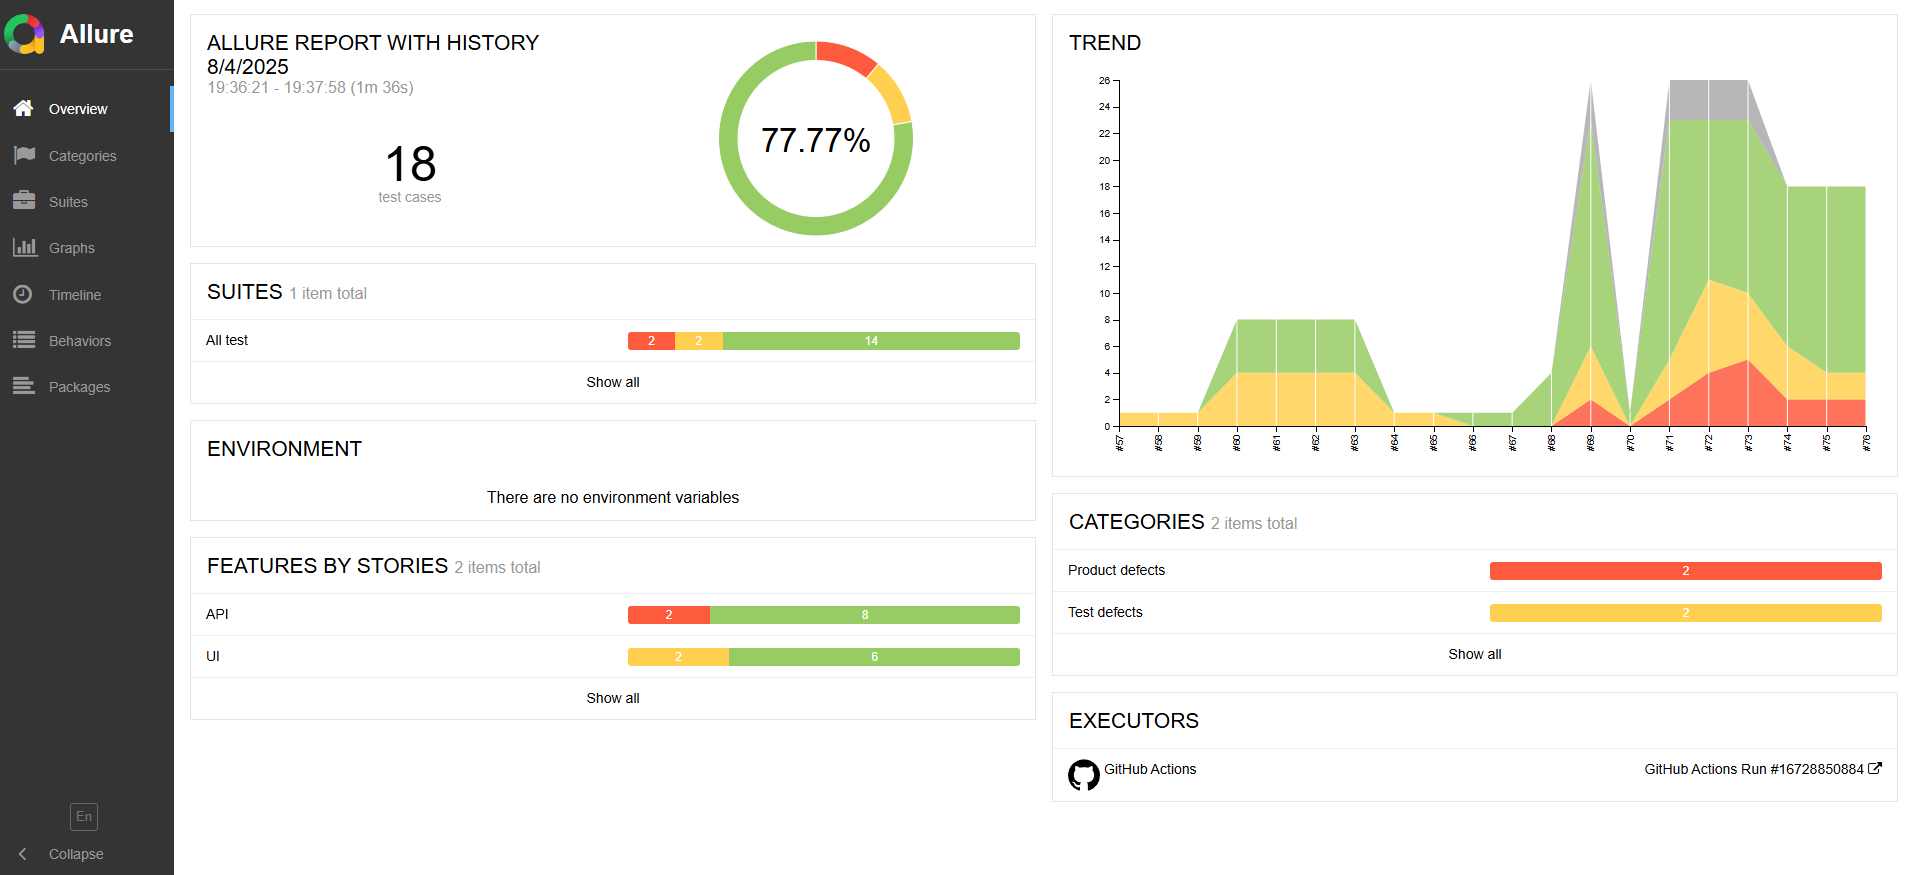 Allure
Overview
Categories
Suites
Graphs
Timeline
Behaviors
Packages
En
Collapse
ALLURE REPORT WITH HISTORY
8/4/2025
19:36:21 - 19:37:58 (1m 36s)
18
test cases
77.77%
SUITES 1 item total
All test 2 2 14
Show all
ENVIRONMENT
There are no environment variables
FEATURES BY STORIES 2 items total
API 2 8
UI 2 6
Show all
TREND
26
24
22
20
18
16
14
12
10
8
6
4
2
0
#57 #58 #59 #60 #61 #62 #63 #64 #65 #66 #67 #68 #69 #70 #71 #72 #73 #74 #75 #76
CATEGORIES 2 items total
Product defects 2
Test defects 2
Show all
EXECUTORS
GitHub Actions GitHub Actions Run #16728850884